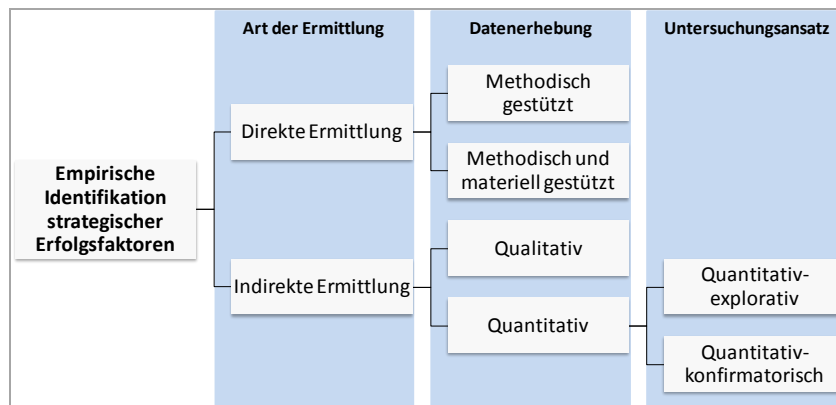 Art der Ermittlung
Datenerhebung
Untersuchungsansatz
Empirische
Identifikation
strategischer
Erfolgsfaktoren
Direkte Ermittlung
Methodisch
gestützt
Methodisch und
materiell gestützt
Indirekte Ermittlung
Qualitativ
Quantitativ
Quantitativ-
explorativ
Quantitativ-
konfirmatorisch